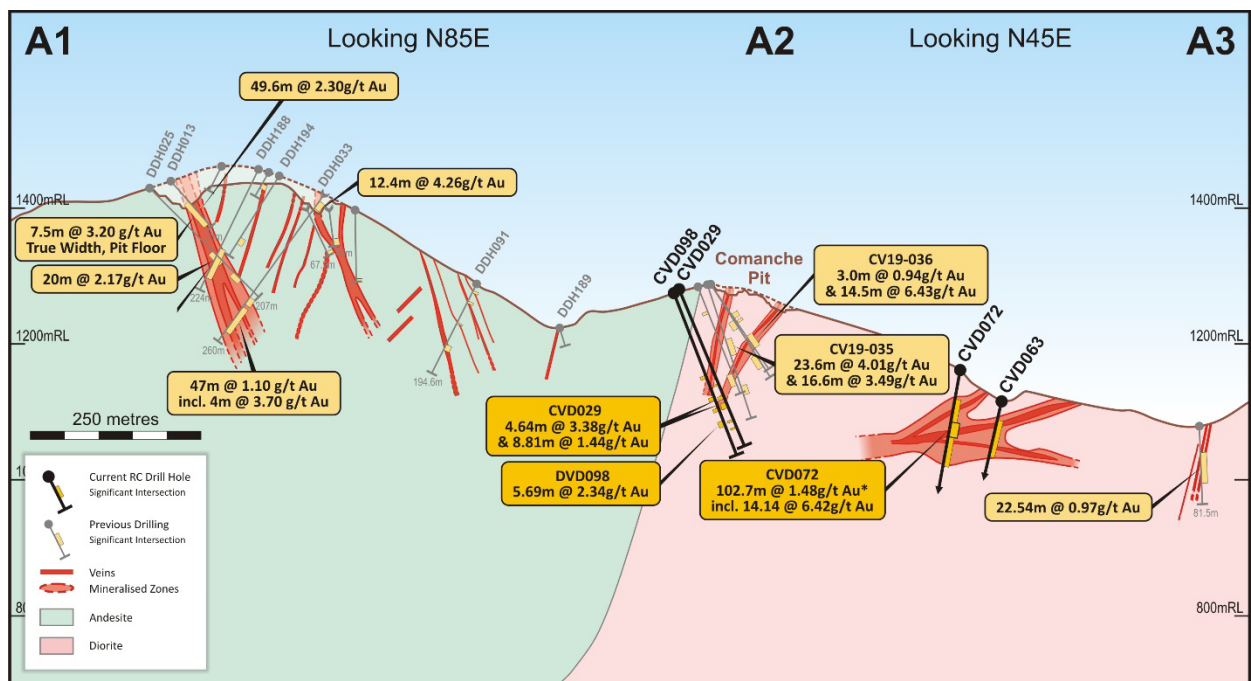 A1
Looking N85E
A2
Looking N45E
A3
49.6m @ 2.30g/t Au
DDH025
DDH013
DDH188
DDH194
DDH033
12.4m @ 4.26g/t Au
1400mRL
1400mRL
7.5m @ 3.20 g/t Au
True Width, Pit Floor
20m @ 2.17g/t Au
224m
207m
260m
67.
DDH091
194.6m
DDH189
CVD098
CVD029
Comanche
Pit
CV19-036
3.0m @ 0.94g/t Au
& 14.5m @ 6.43g/t Au
1200mRL
1200mRL
CV19-035
23.6m @ 4.01g/t Au
& 16.6m @ 3.49g/t Au
CVD072
CVD063
47m @ 1.10 g/t Au
incl. 4m @ 3.70 g/t Au
CVD029
4.64m @ 3.38g/t Au
& 8.81m @ 1.44g/t Au
DVD098
5.69m @ 2.34g/t Au
CVD072
102.7m @ 1.48g/t Au*
incl. 14.14 @ 6.42g/t Au
22.54m @ 0.97g/t Au
81.5m
250 metres
Current RC Drill Hole
Significant Intersection
Previous Drilling
Significant Intersection
Veins
Mineralised Zones
Andesite
Diorite
800mRL